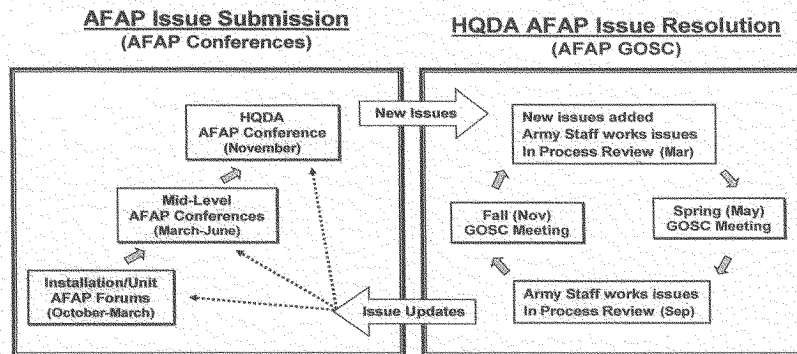 AFAP Issue Submission
(AFAP Conferences)
HQDA AFAP Issue Resolution
(AFAP GOSC)
HQDA
AFAP Conference
(November)
Mid-Level
AFAP Conferences
(March-June)
Installation/Unit
AFAP Forums
(October-March)
New Issues
Issue Updates
New issues added
Army Staff works issues
In Process Review (Mar)
Fall (Nov)
GOSC Meeting
Spring (May)
GOSC Meeting
Army Staff works issues
In Process Review (Sep)